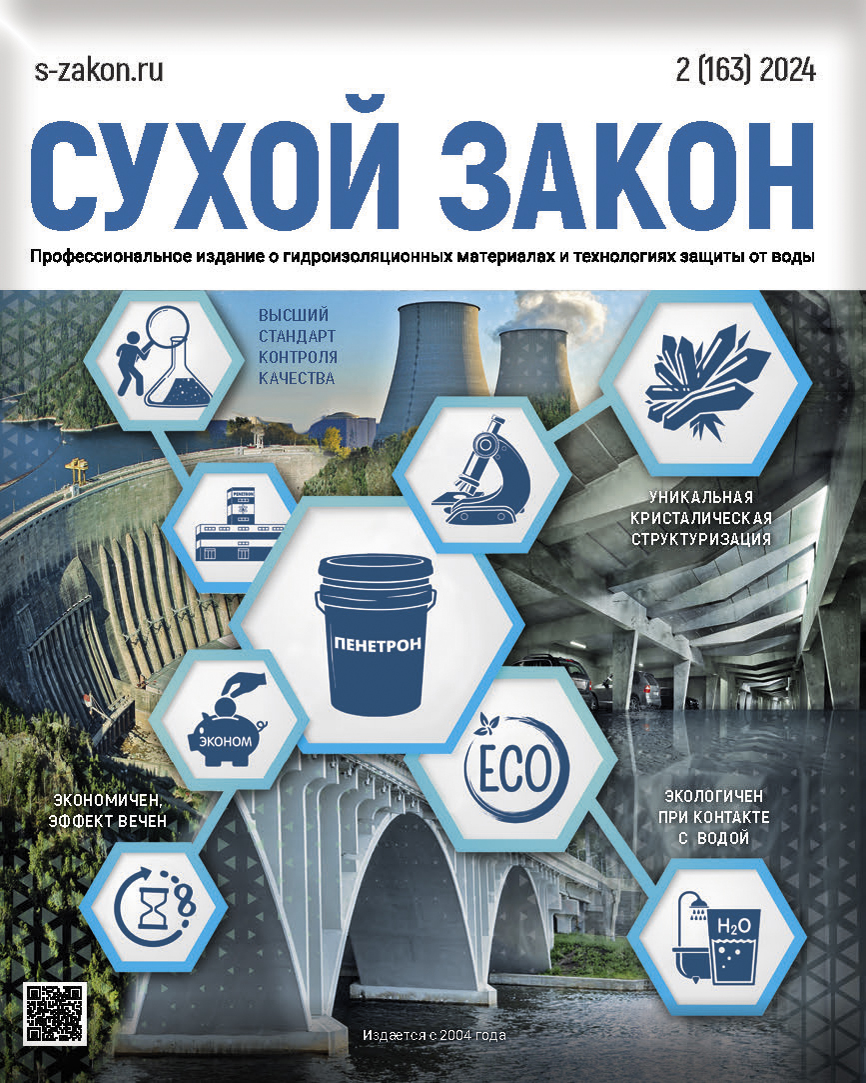 s-zakon.ru
2 (163) 2024
СУХОЙ ЗАКОН
Профессиональное издание о гидроизоляционных материалах и технологиях защиты от воды
ВЫСШИЙ
СТАНДАРТ
КОНТРОЛЯ
КАЧЕСТВА
УНИКАЛЬНАЯ
КРИСТАЛИЧЕСКАЯ
СТРУКТУРИЗАЦИЯ
PENETRON
ПЕНЕТРОН
ЭКОНОМ
ECO
ЭКОНОМИЧЕН,
ЭФФЕКТ ВЕЧЕН
ЭКОЛОГИЧЕН
ПРИ КОНТАКТЕ
С ВОДОЙ
H₂O
Издается с 2004 года